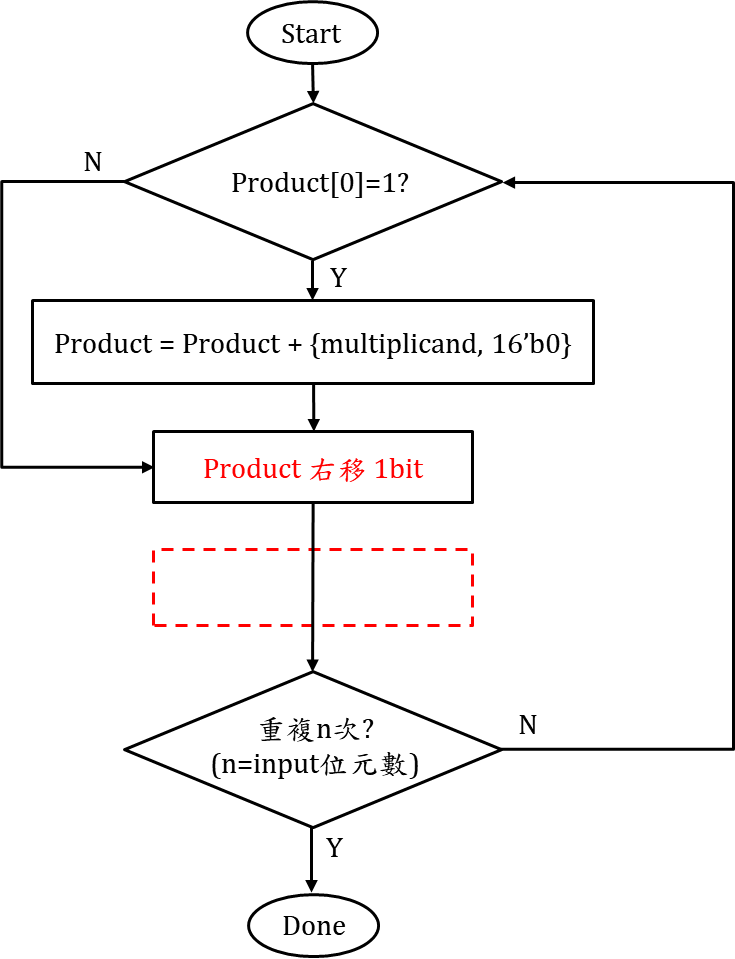 Start
Product[0]=1?
N
Y
Product = Product + {multiplicand, 16’b0}
Product 右移 1bit
重複n次?
(n=input位元數)
N
Y
Done